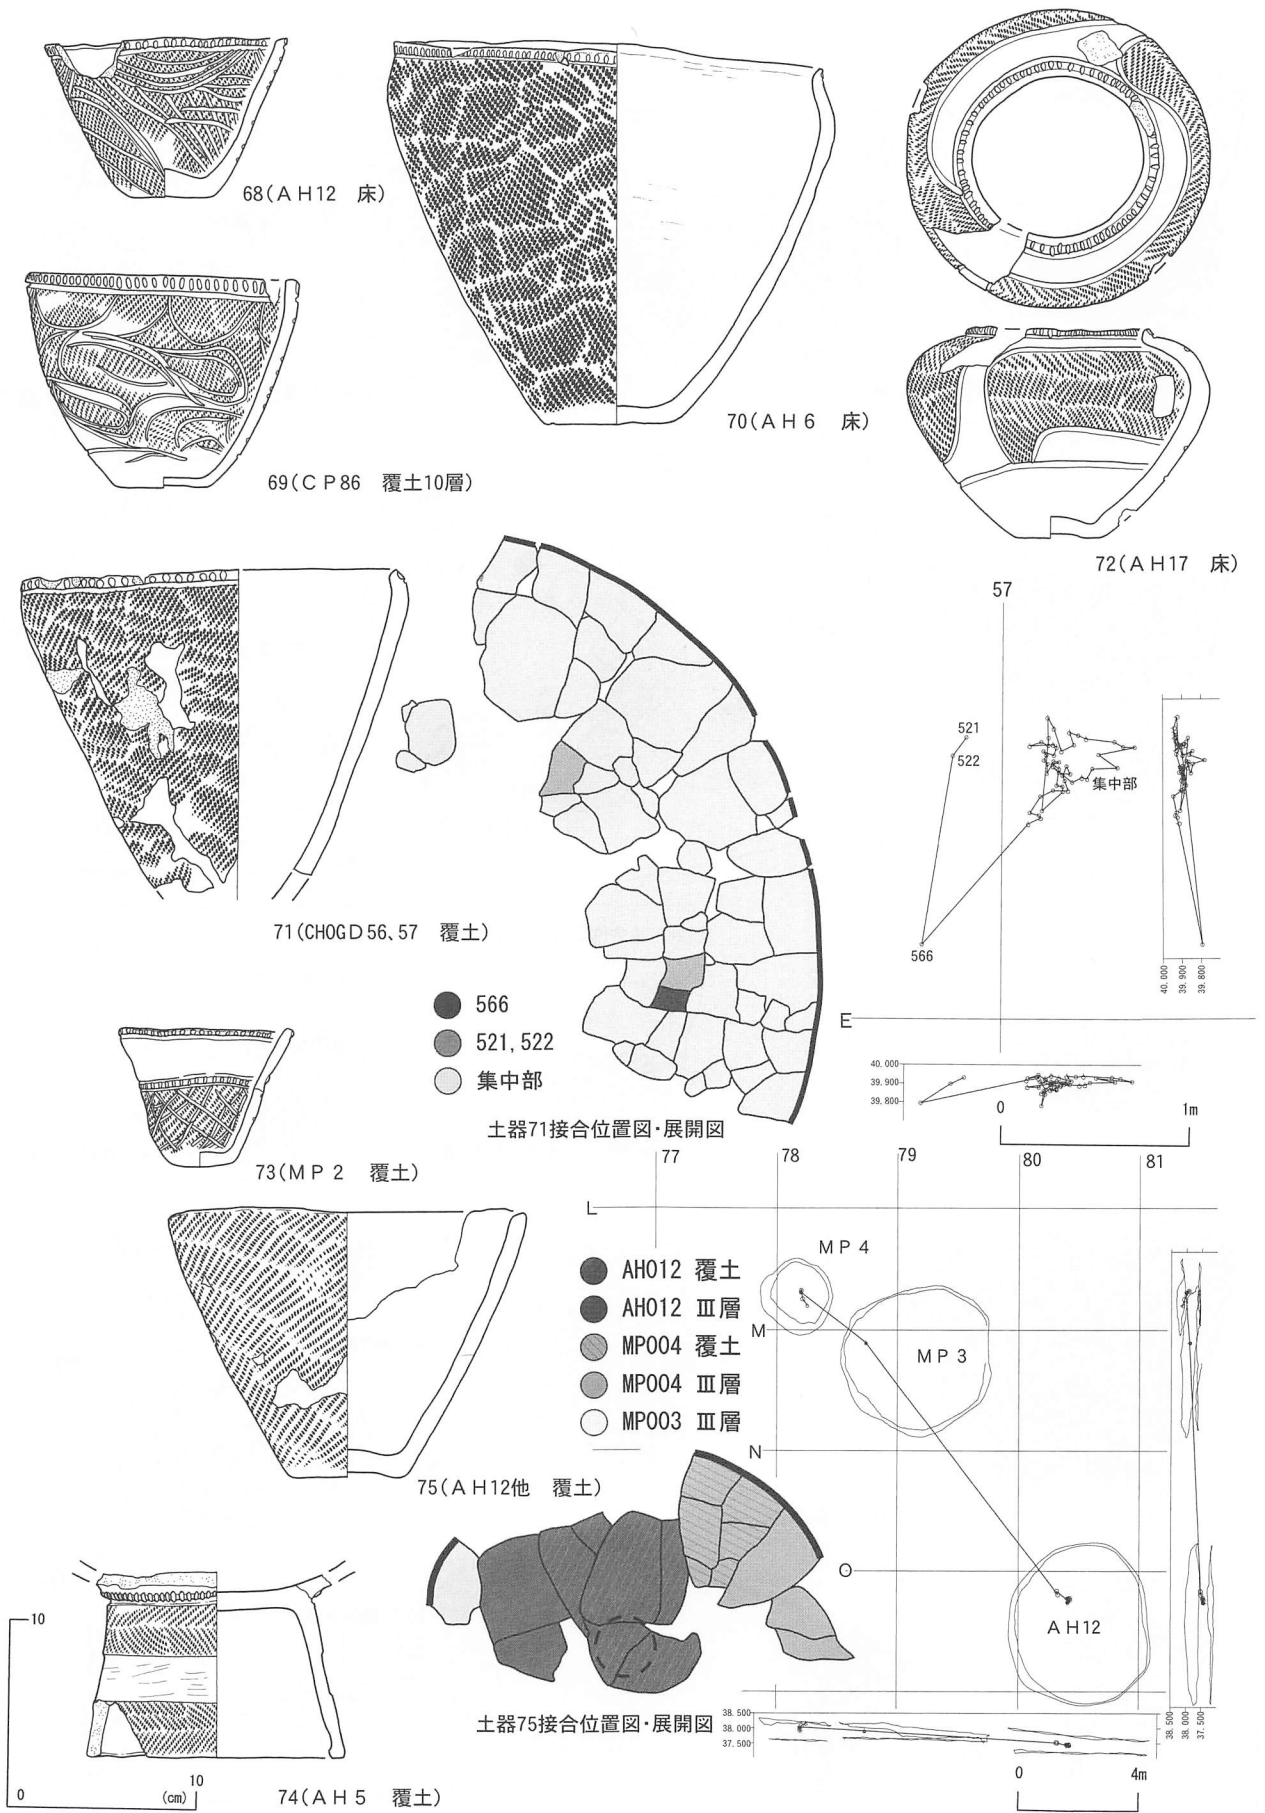 68(AH12 床)
70(AH6 床)
69(CP86 覆土10層)
72(AH17 床)
57
521
522
集中部
566
40.000
39.900
39.800
71(CHOGD56、57 覆土)
566
521,522
集中部
E
40.000
39.900
39.800
0 1m
土器71接合位置図・展開図
73(MP2 覆土)
77 78 79 80 81
L
MP4
AH012 覆土
AH012 Ⅲ層
MP004 覆土
MP004 Ⅲ層
MP003 Ⅲ層
M
MP3
N
75(AH12他 覆土)
O
AH12
10
土器75接合位置図・展開図
38.500
38.000
37.500
38.500
38.000
37.500
0 4m
0 (cm) 10
74(AH5 覆土)